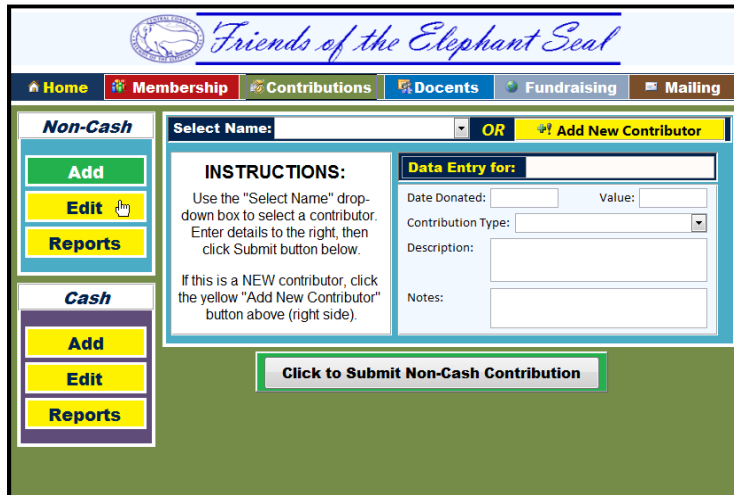 Friends of the Elephant Seal
Home Membership Contributions Docents Fundraising Mailing
Non-Cash
Add
Edit
Reports
Cash
Add
Edit
Reports
Select Name: OR Add New Contributor
INSTRUCTIONS:
Use the "Select Name" drop-
down box to select a contributor.
Enter details to the right, then
click Submit button below.
If this is a NEW contributor, click
the yellow "Add New Contributor"
button above (right side).
Data Entry for:
Date Donated: Value:
Contribution Type:
Description:
Notes:
Click to Submit Non-Cash Contribution